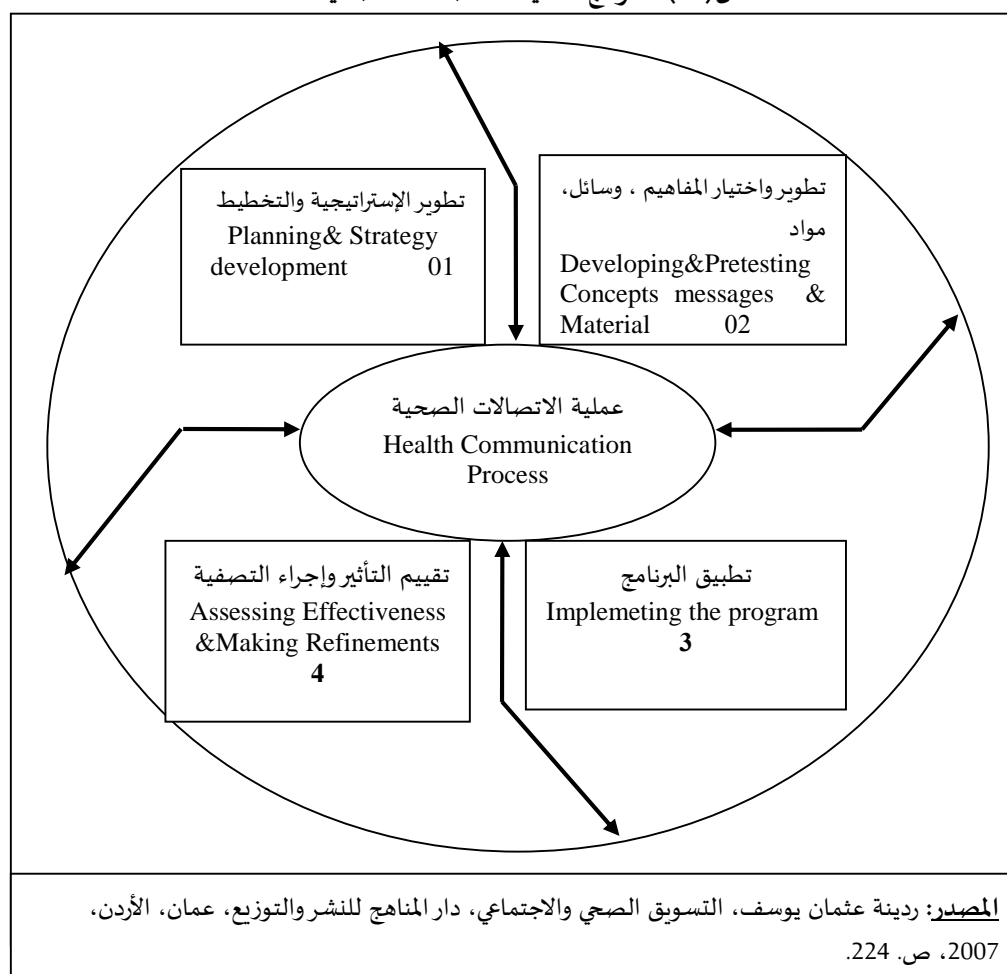 تطوير الإستراتيجية والتخطيط
Planning& Strategy
development 01
تطوير واختيار المفاهيم ، وسائل،
مواد
Developing&Pretesting
Concepts messages &
Material 02
عملية الاتصالات الصحية
Health Communication
Process
تقييم التأثير وإجراء التصفية
Assessing Effectiveness
&Making Refinements
4
تطبيق البرنامج
Implemeting the program
3
المصدر: ردينة عثمان يوسف، التسويق الصحي والاجتماعي، دار المناهج للنشر والتوزيع، عمان، الأردن،
2007، ص. 224.